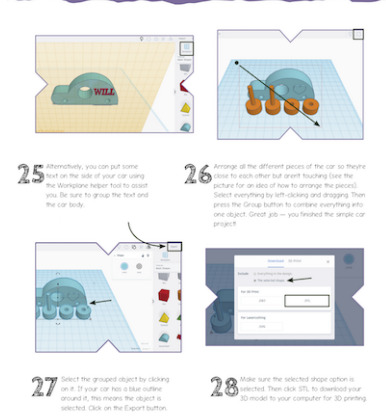 WILL
25 Alternatively, you can put some
text on the side of your car using
the Workplane helper tool to assist
you. Be sure to group the text and
the car body.
26 Arrange all the different pieces of the car so they're
close to each other but aren't touching (see the
picture for an idea of how to arrange the pieces).
Select everything by left-clicking and dragging. Then
press the Group button to combine everything into
one object. Great job — you finished the simple car
project!
27 Select the grouped object by clicking
on it. If your car has a blue outline
around it, this means the object is
selected. Click on the Export button.
28 Make sure the selected shape option is
selected. Then click STL to download your
3D model to your computer for 3D printing.